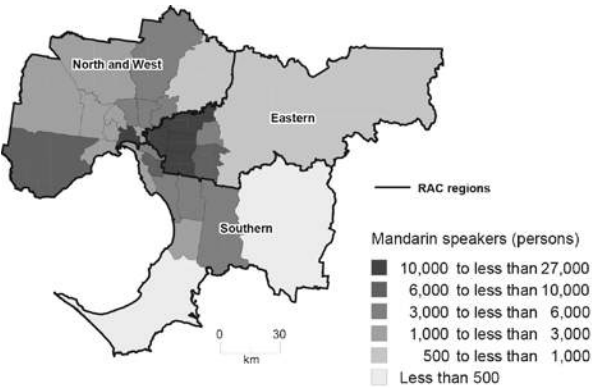 North and West
Eastern
RAC regions
Southern
Mandarin speakers (persons)
10,000 to less than 27,000
6,000 to less than 10,000
3,000 to less than 6,000
1,000 to less than 3,000
500 to less than 1,000
Less than 500
0 30
km